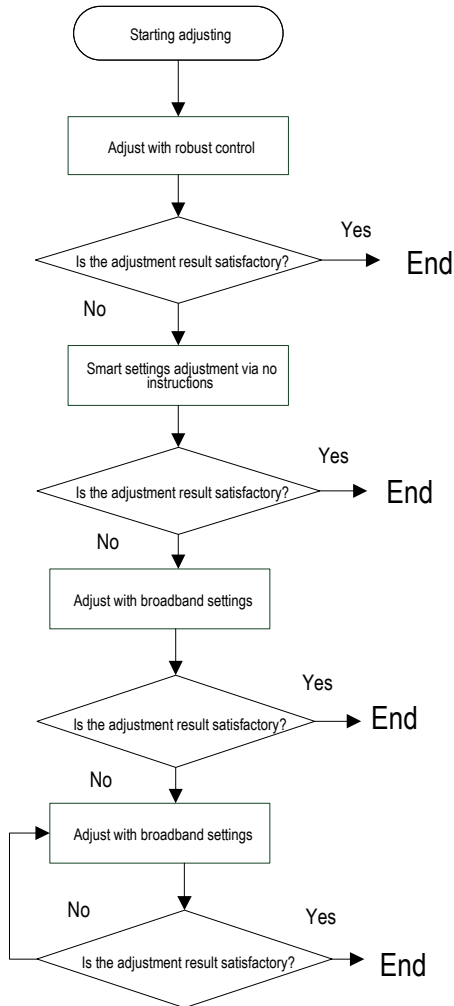 Starting adjusting
Adjust with robust control
Is the adjustment result satisfactory?
Yes
End
No
Smart settings adjustment via no
instructions
Is the adjustment result satisfactory?
Yes
End
No
Adjust with broadband settings
Is the adjustment result satisfactory?
Yes
End
No
Adjust with broadband settings
Is the adjustment result satisfactory?
No
Yes
End